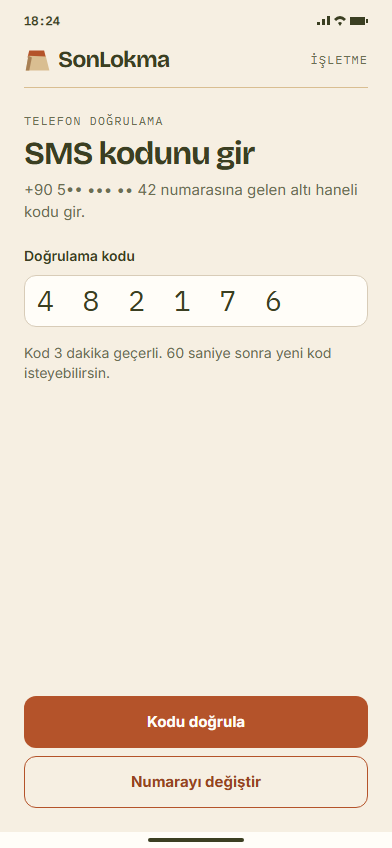 18:24
SonLokma
İŞLETME
TELEFON DOĞRULAMA
SMS kodunu gir
+90 5•• ••• •• 42 numarasına gelen altı haneli
kodu gir.
Doğrulama kodu
4 8 2 1 7 6
Kod 3 dakika geçerli. 60 saniye sonra yeni kod
isteyebilirsin.
Kodu doğrula
Numarayı değiştir